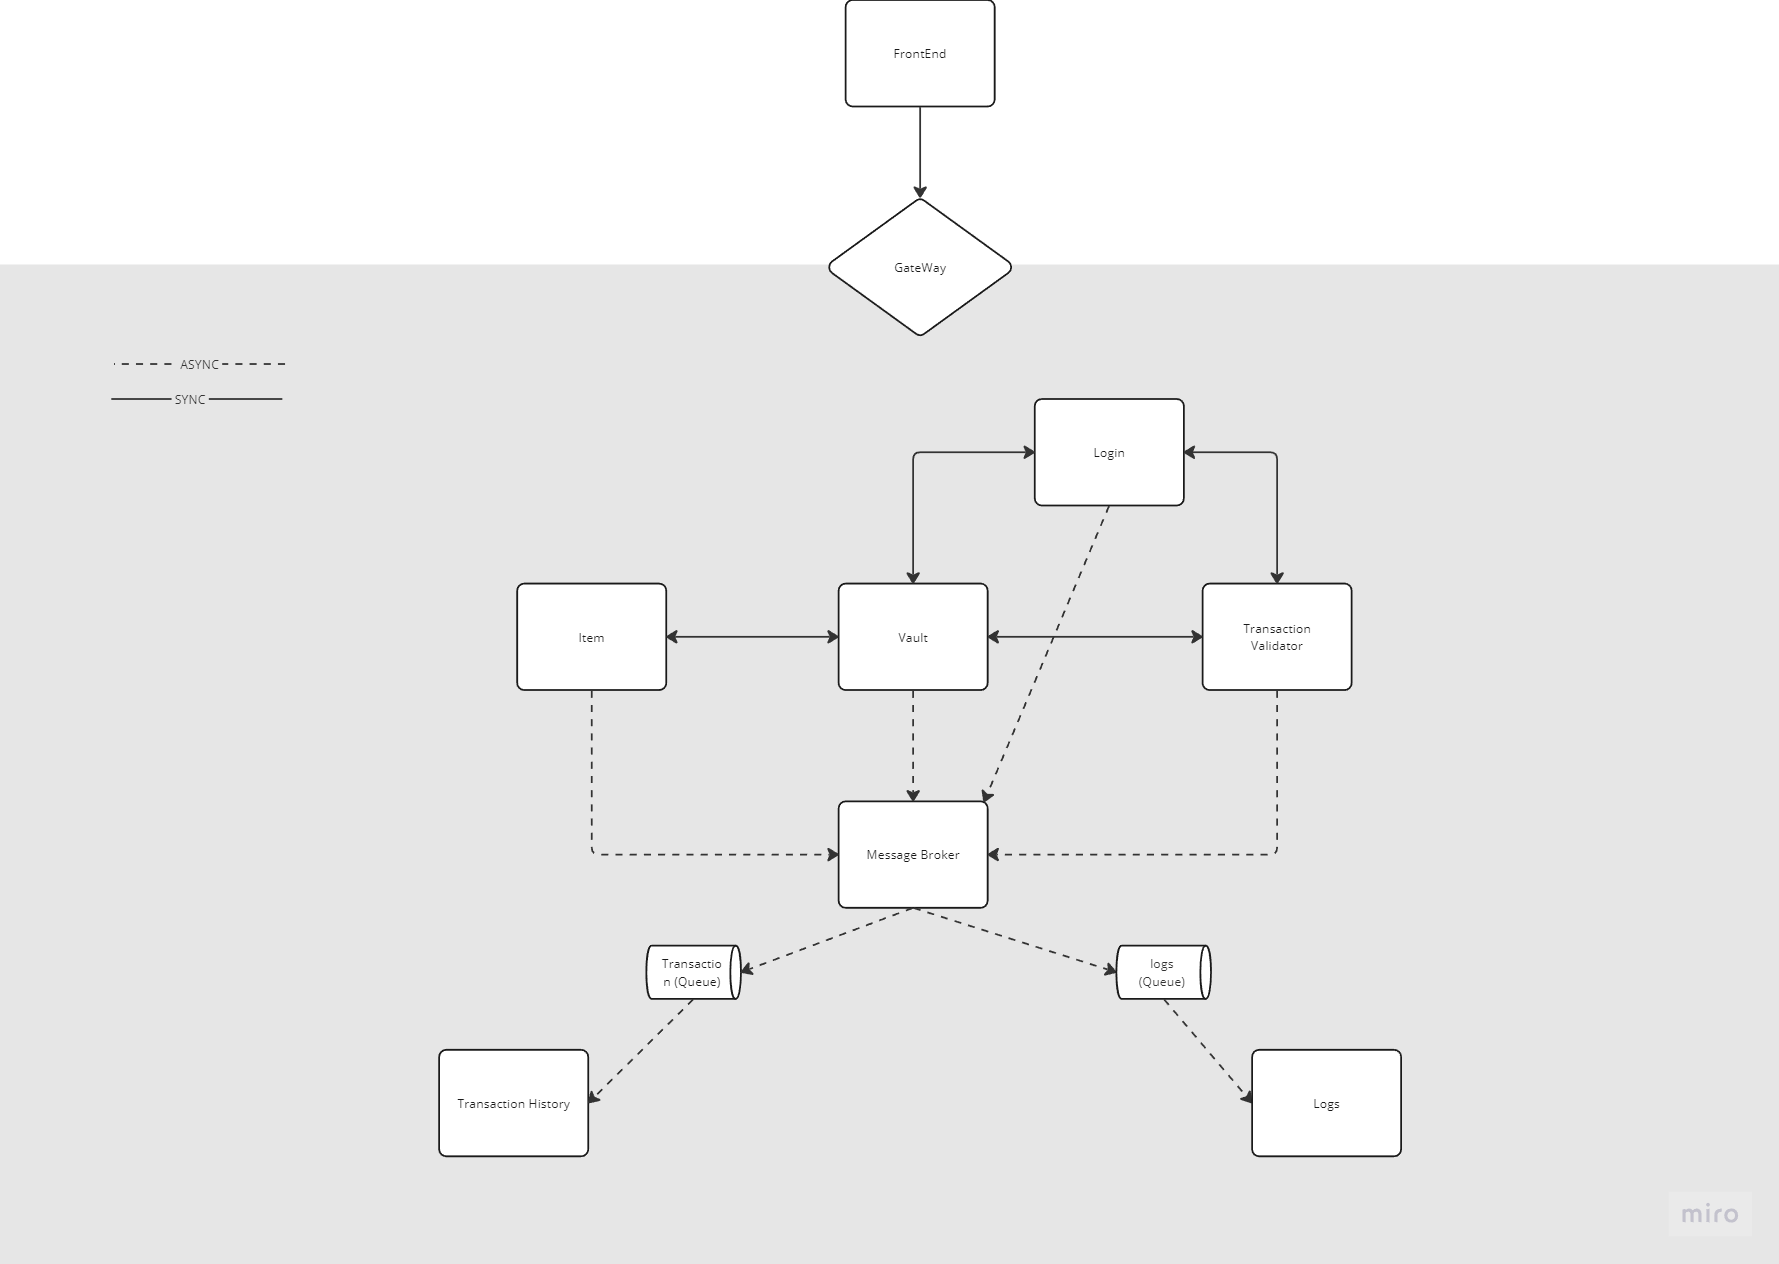 FrontEnd
GateWay
ASYNC
SYNC
Login
Item
Vault
Transaction
Validator
Message Broker
Transactio
n (Queue)
logs
(Queue)
Transaction History
Logs
miro